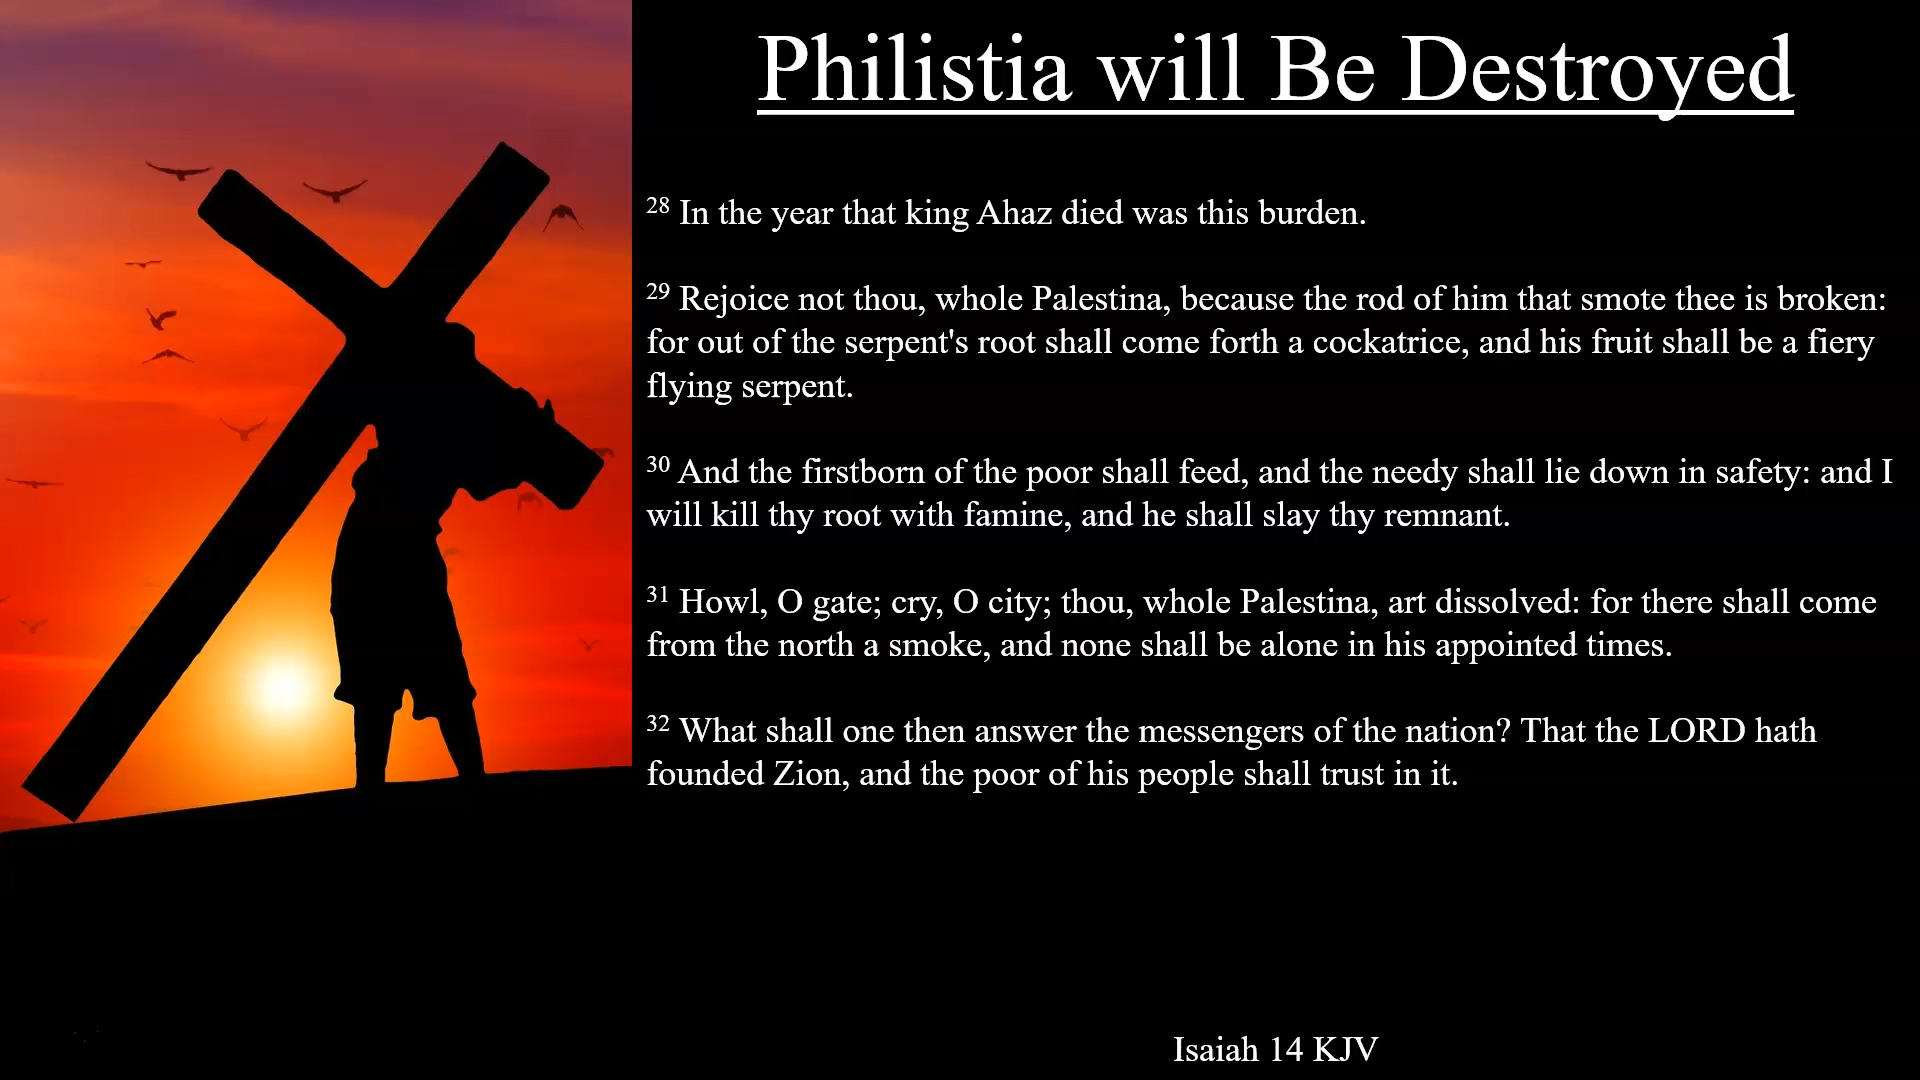 Philistia will Be Destroyed
28 In the year that king Ahaz died was this burden.
29 Rejoice not thou, whole Palestina, because the rod of him that smote thee is broken:
for out of the serpent's root shall come forth a cockatrice, and his fruit shall be a fiery
flying serpent.
30 And the firstborn of the poor shall feed, and the needy shall lie down in safety: and I
will kill thy root with famine, and he shall slay thy remnant.
31 Howl, O gate; cry, O city; thou, whole Palestina, art dissolved: for there shall come
from the north a smoke, and none shall be alone in his appointed times.
32 What shall one then answer the messengers of the nation? That the LORD hath
founded Zion, and the poor of his people shall trust in it.
Isaiah 14 KJV